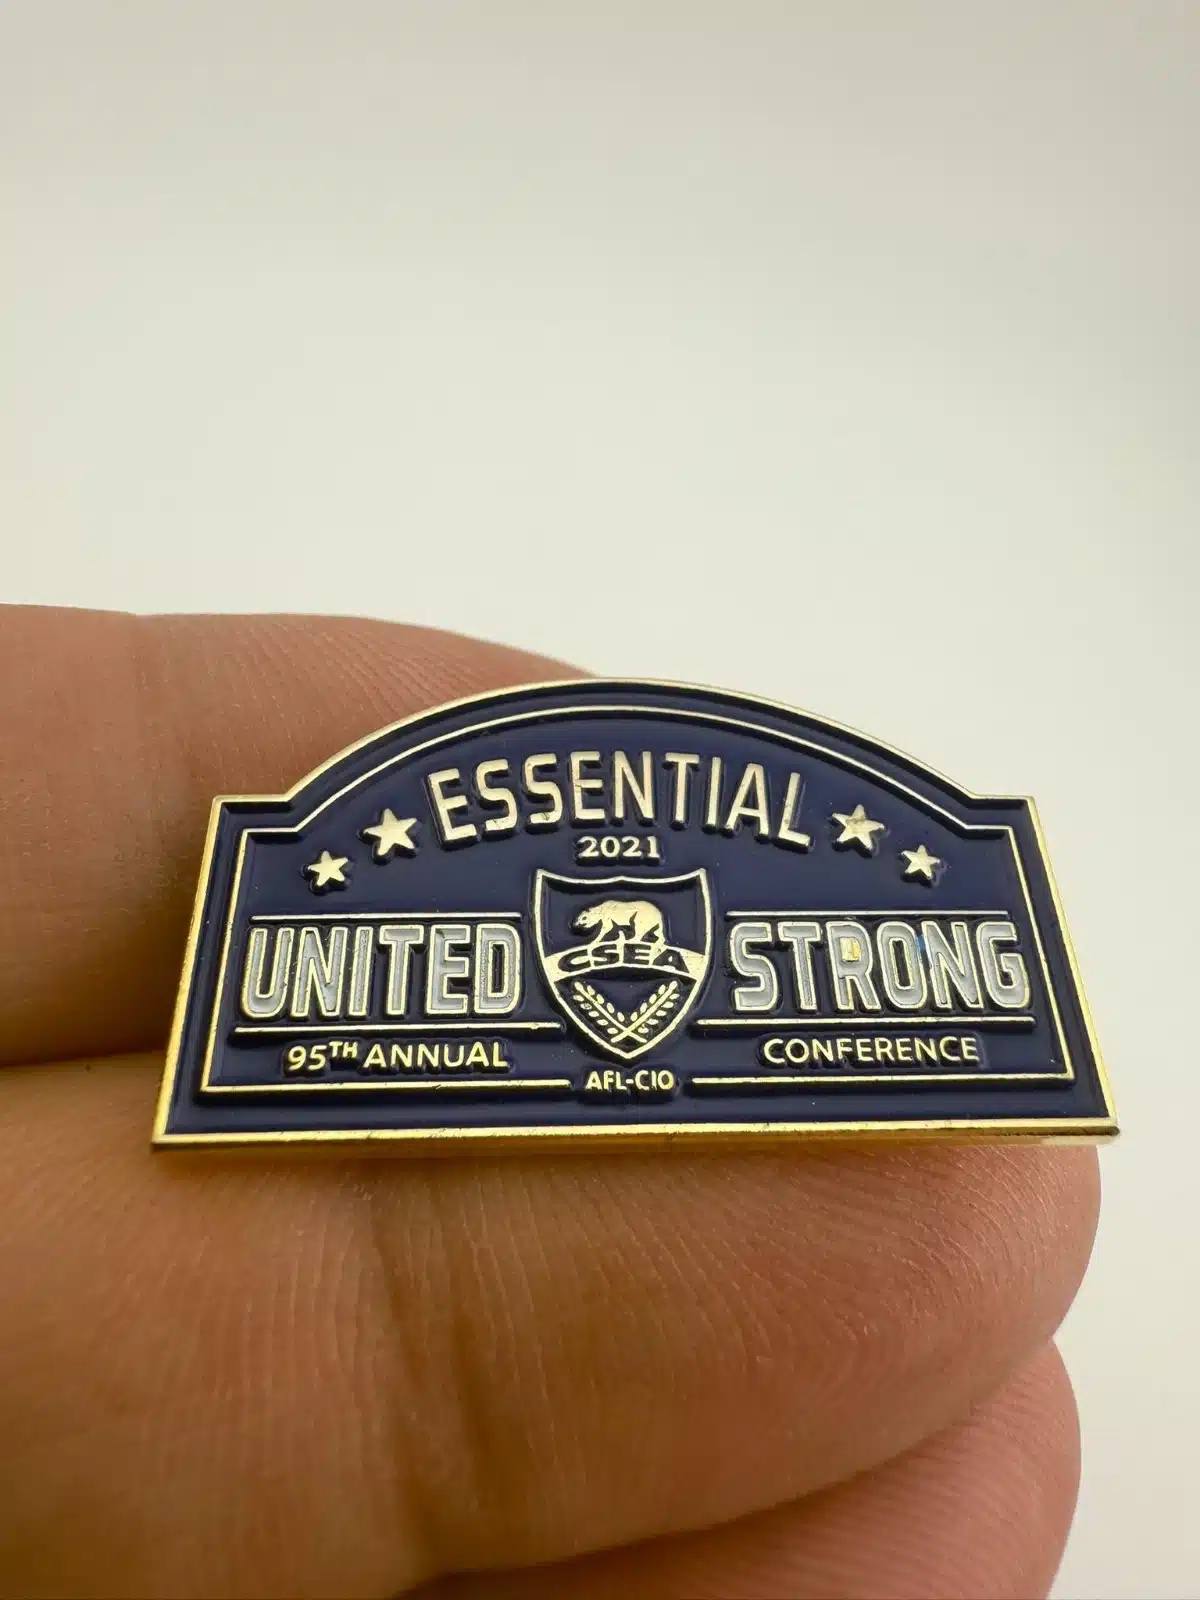 ESSENTIAL
2021
UNITED CSEA STRONG
95TH ANNUAL CONFERENCE
AFL-CIO